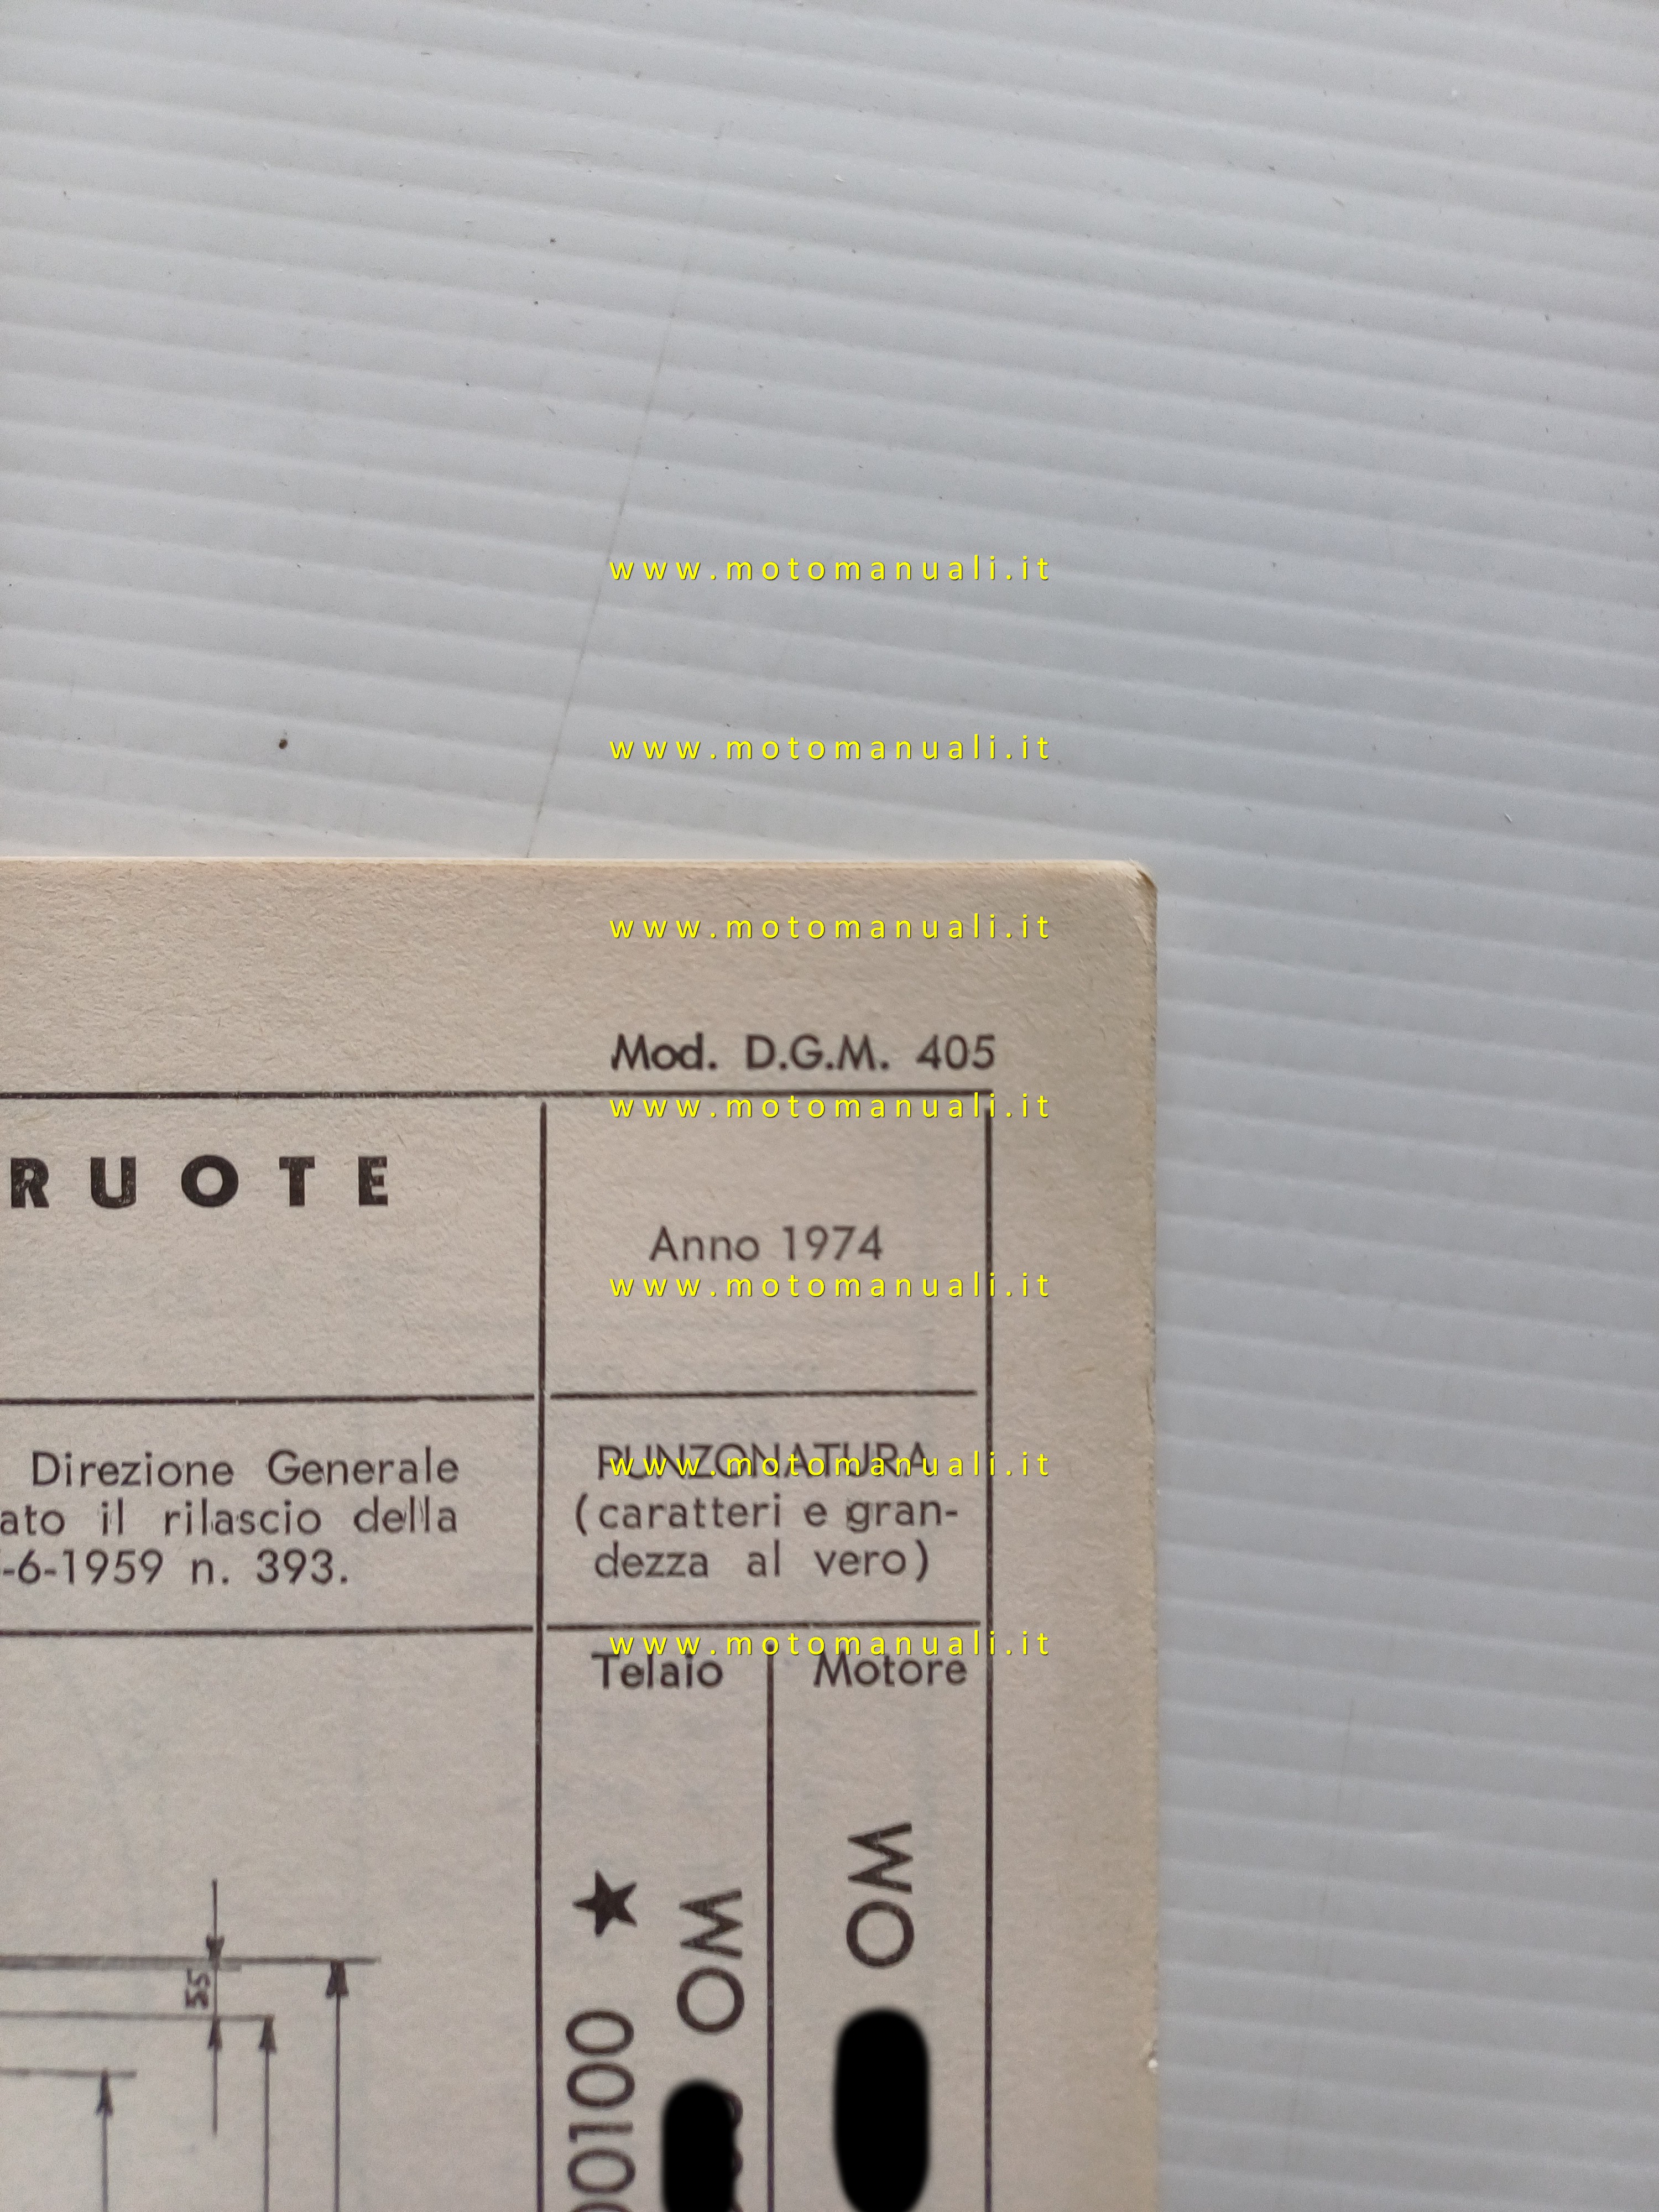 www.motomanuali.it
www.motomanuali.it
www.motomanuali.it
Mod. D.G.M. 405
www.motomanuali.it
RUOTE
Anno 1974
www.motomanuali.it
Direzione Generale
ato il rilascio della
-6-1959 n. 393.
PUNZONATURA
www.motomanuali.it
(caratteri e gran-
dezza al vero)
www.motomanuali.it
Telaio
Motore
★ 00100
WO
WO
55